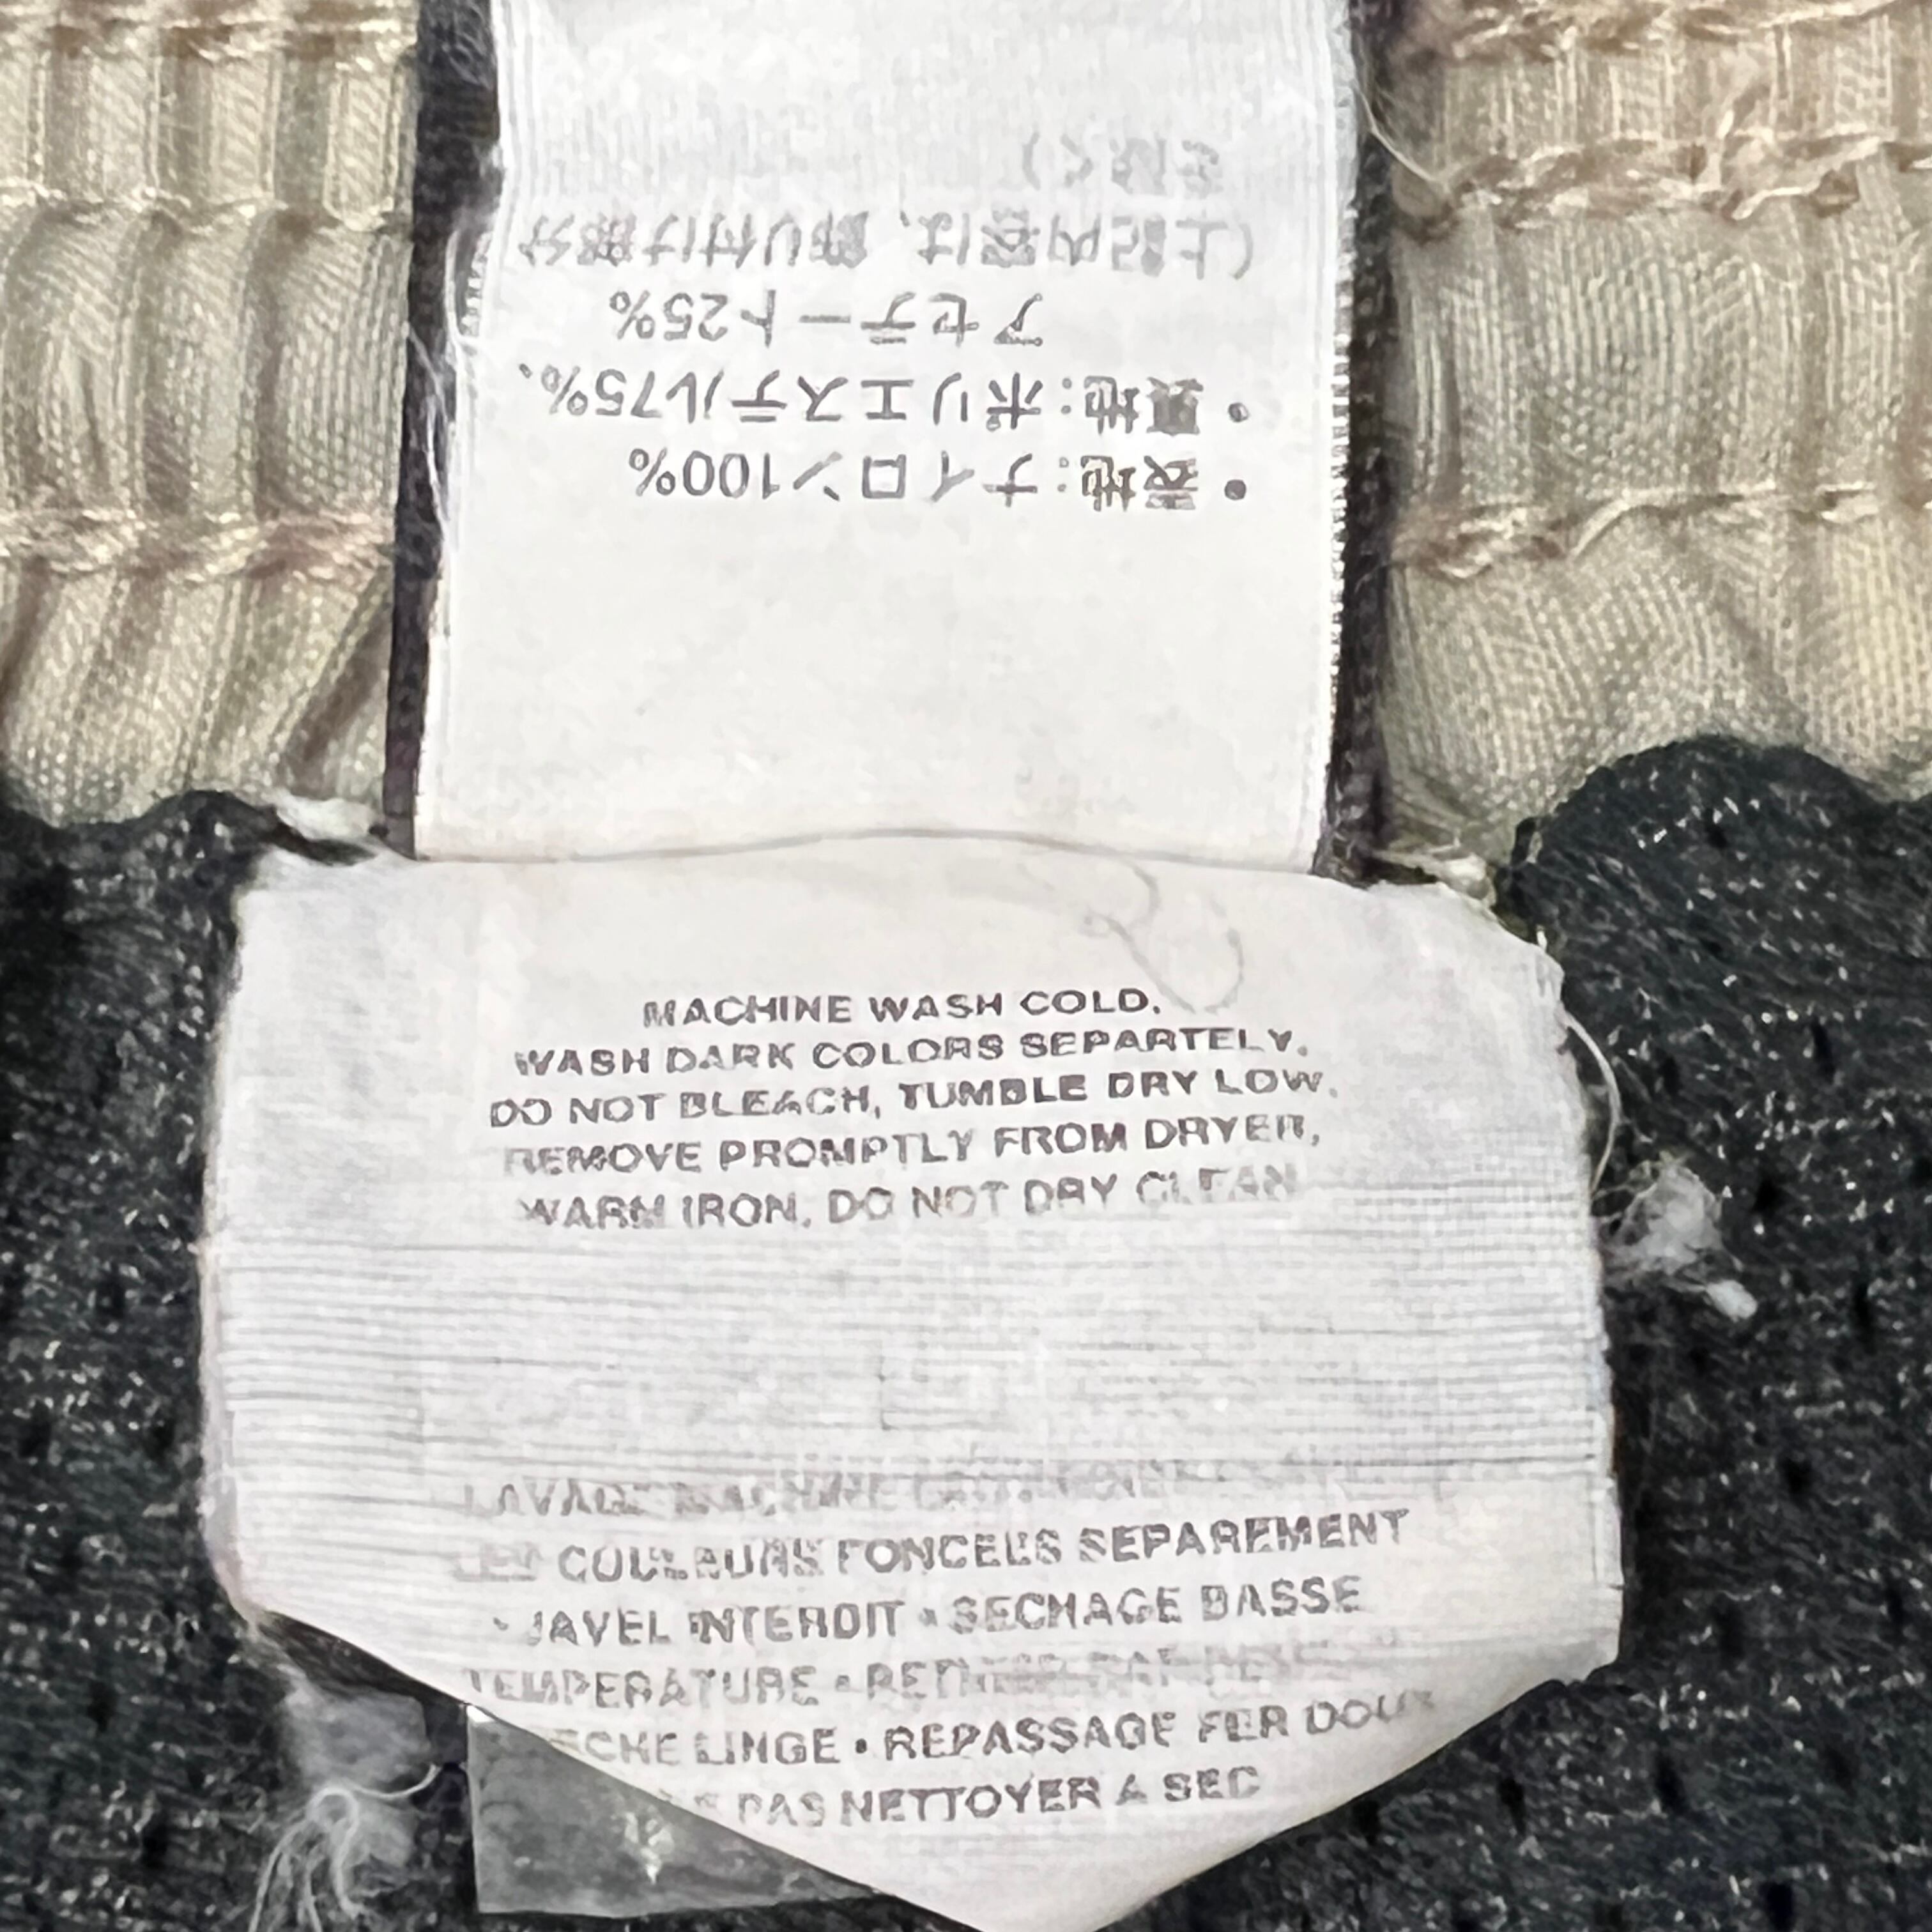 ・表地:ナイロン100%
・裏地:ポリエステル75%、
アセテート25%
(上記内容は、飾り付け部分
を除く)
MACHINE WASH COLD.
WASH DARK COLORS SEPARTELY.
DO NOT BLEACH, TUMBLE DRY LOW.
REMOVE PROMPTLY FROM DRYER,
WARM IRON. DO NOT DRY CLEAN
LAVAGE MACHINE
COULEURS FONCEES SEPAREMENT
• JAVEL INTERDIT • SECHAGE BASSE
TEMPERATURE •
LINGE • REPASSAGE FER DOUX
PAS NETTOYER A SEC